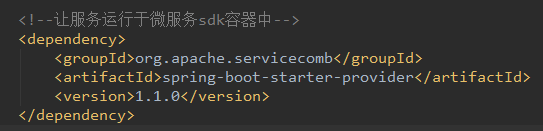 <!--让服务运行于微服务sdk容器中-->
<dependency>
    <groupId>org.apache.servicecomb</groupId>
    <artifactId>spring-boot-starter-provider</artifactId>
    <version>1.1.0</version>
</dependency>